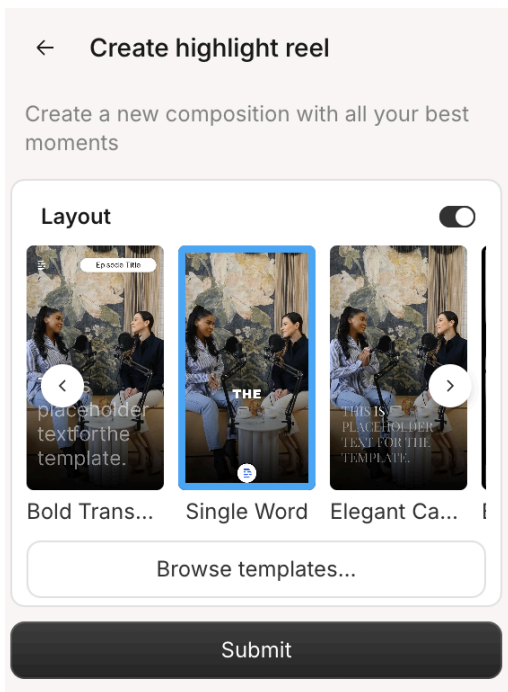 Create highlight reel
Create a new composition with all your best
moments
Layout
Episode Title
placeholder
textforthe
template.
THE
THIS IS
PLACEHOLDER
TEXT FOR THE
TEMPLATE.
Bold Trans...
Single Word
Elegant Ca...
Browse templates...
Submit